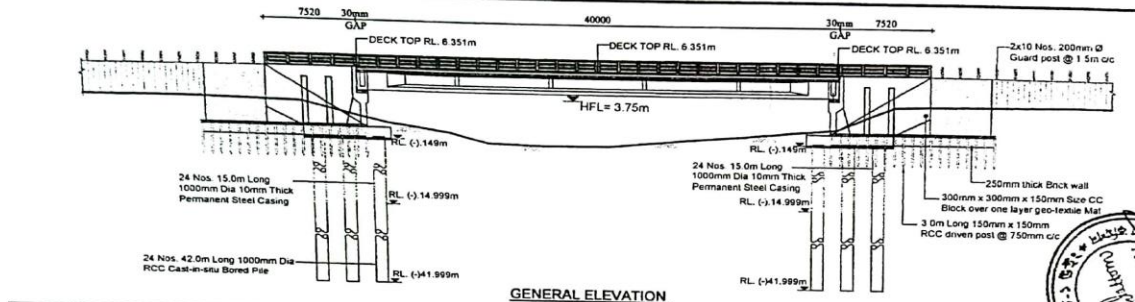 7520 30mm GAP 40000 30mm GAP 7520
DECK TOP RL. 6.351m
DECK TOP RL. 6.351m
DECK TOP RL. 6.351m
2x10 Nos. 200mm Ø
Guard post @ 1.5m c/c
HFL= 3.75m
RL. (-).149m
RL. (-).149m
24 Nos. 15.0m Long
1000mm Dia 10mm Thick
Permanent Steel Casing
24 Nos. 15.0m Long
1000mm Dia 10mm Thick
Permanent Steel Casing
RL. (-).14.999m
RL. (-).14.999m
250mm thick Brick wall
300mm x 300mm x 150mm Size CC
Block over one layer geo-textile Mat
3.0m Long 150mm x 150mm
RCC driven post @ 750mm c/c
24 Nos. 42.0m Long 1000mm Dia
RCC Cast-in-situ Bored Pile
RL. (-)41.999m
RL. (-)41.999m
GENERAL ELEVATION